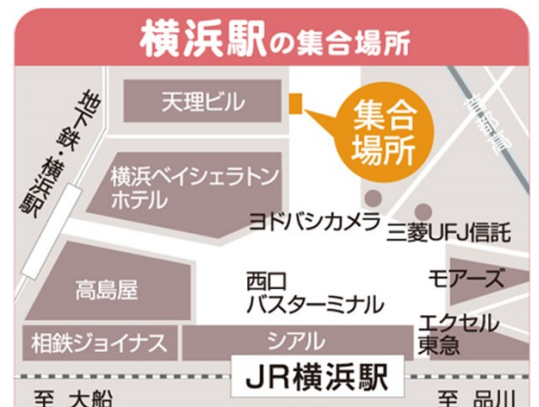 横浜駅の集合場所
天理ビル
集合
場所
地下鉄・横浜駅
横浜ベイシェラトン
ホテル
ヨドバシカメラ
三菱UFJ信託
高島屋
西口
バスターミナル
モアーズ
相鉄ジョイナス
シアル
エクセル
東急
JR横浜駅
至 大船
至 品川